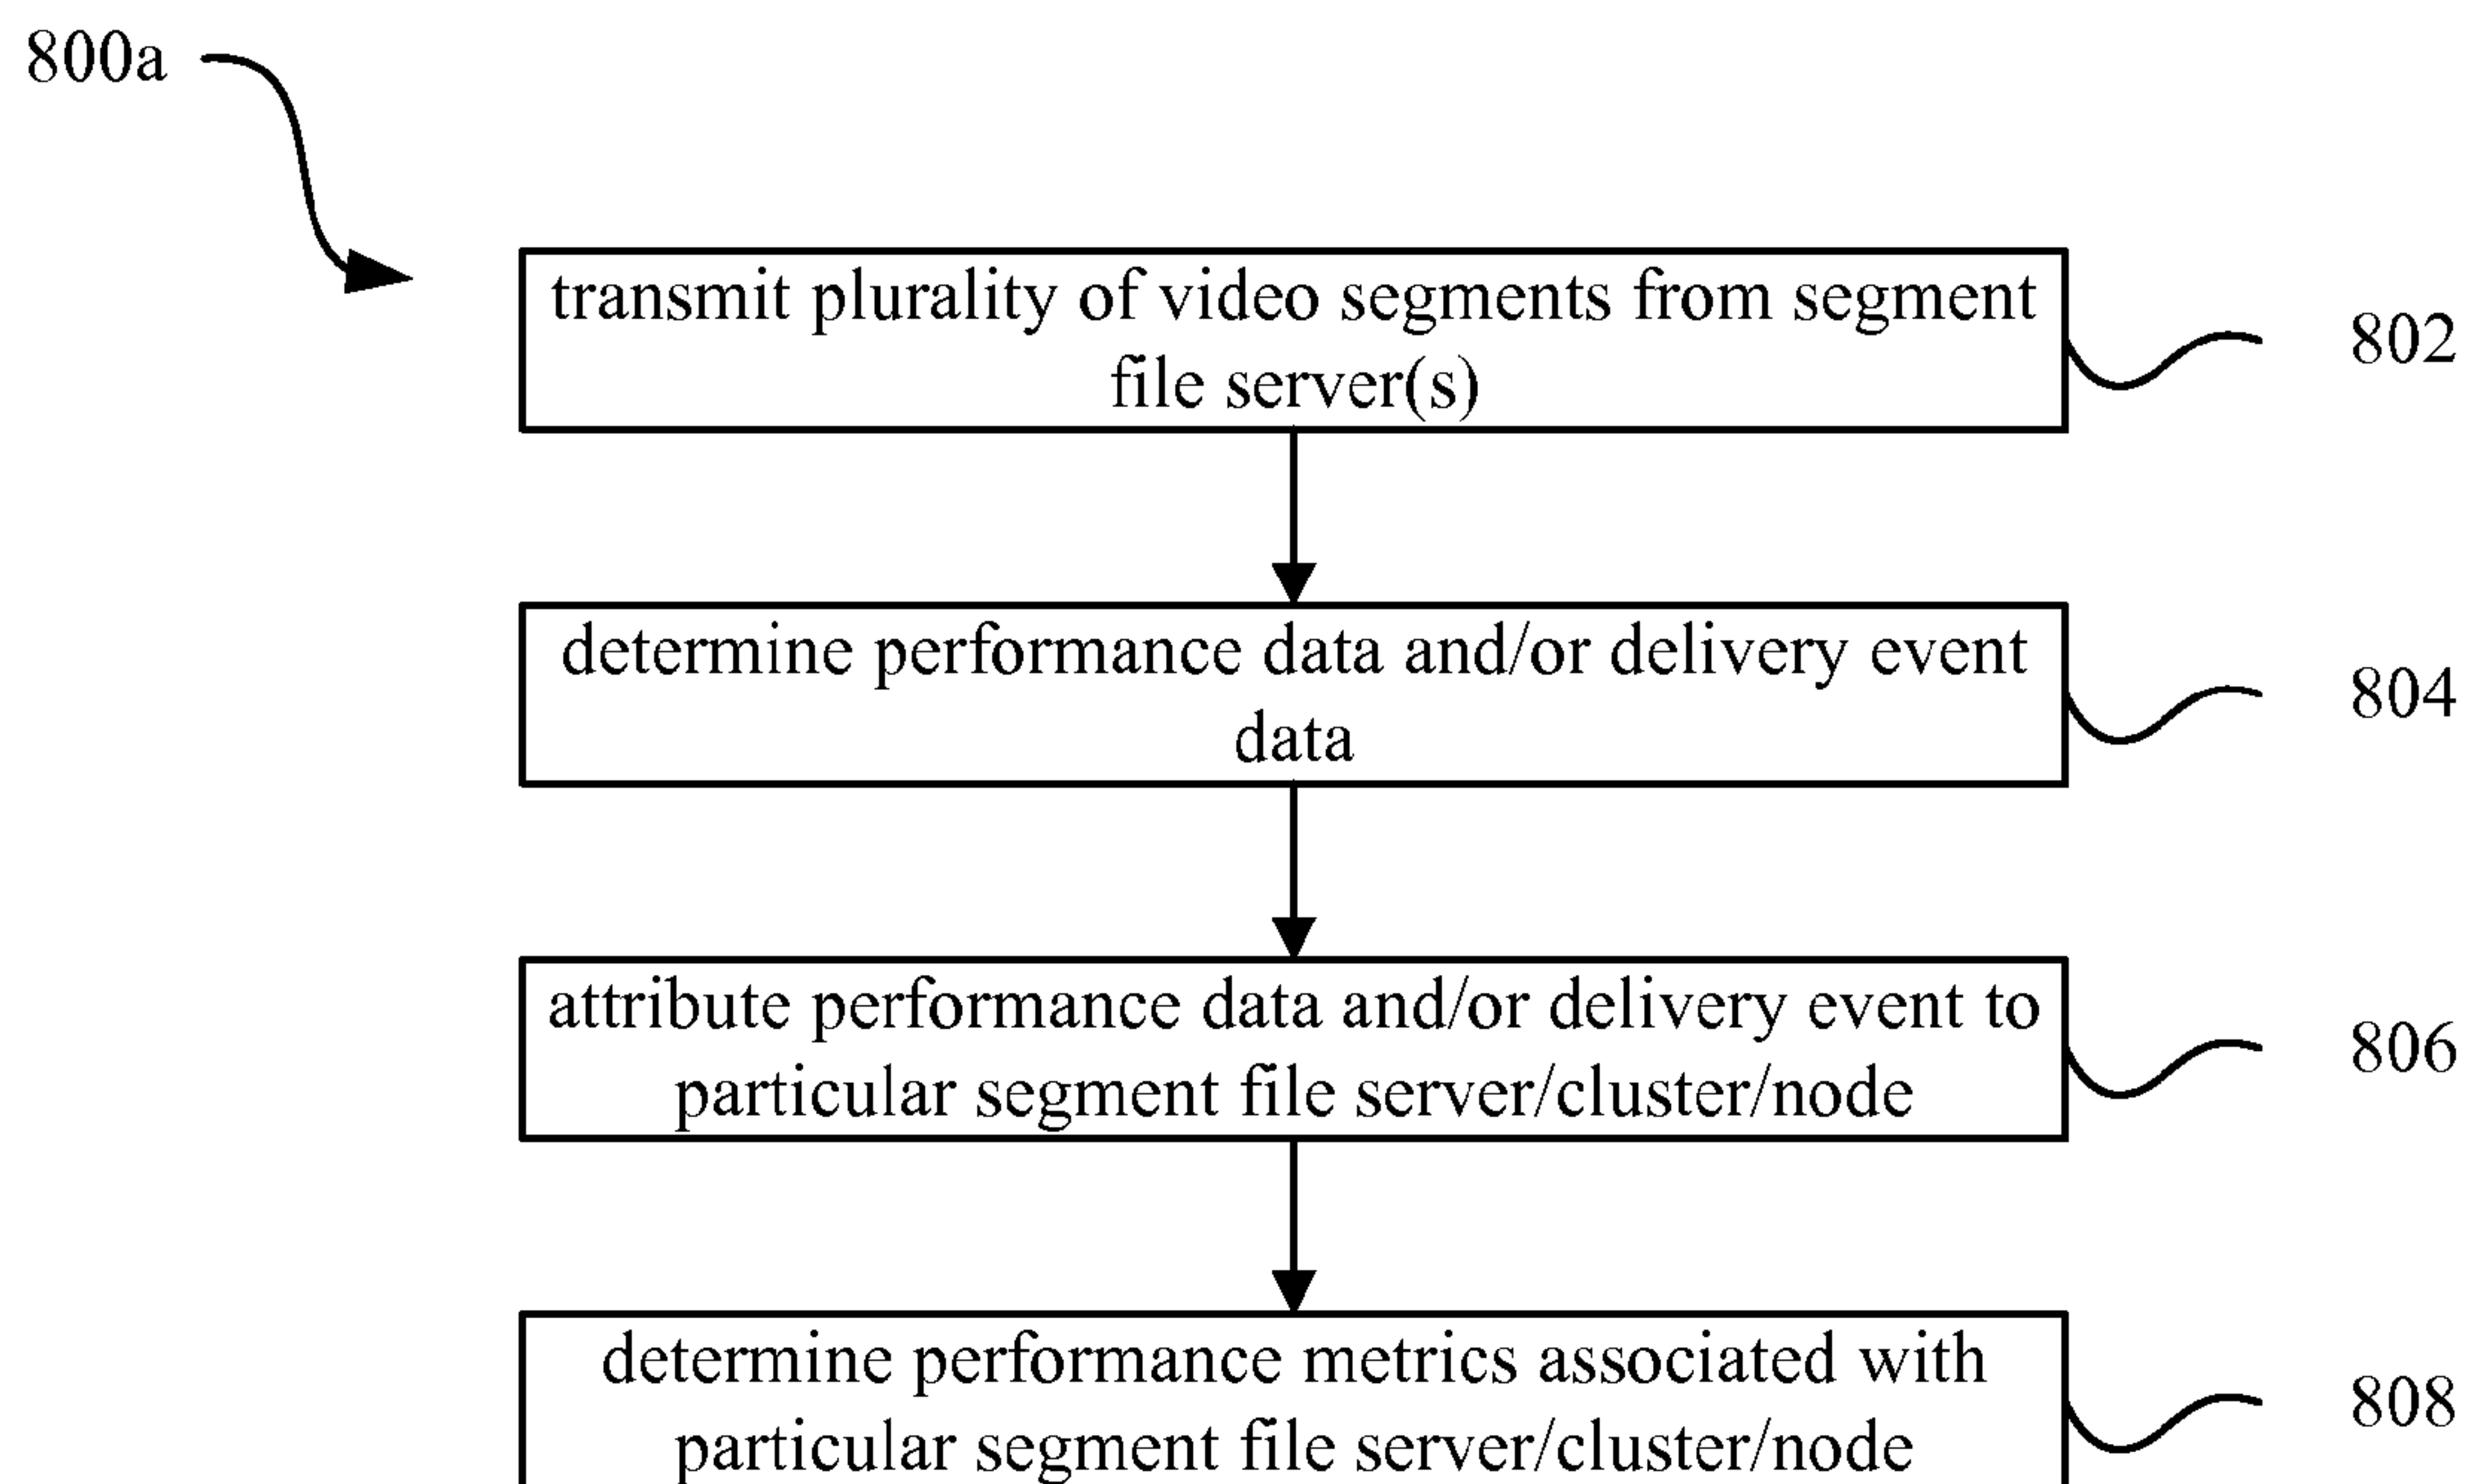 800a
transmit plurality of video segments from segment
file server(s)
802
determine performance data and/or delivery event
data
804
attribute performance data and/or delivery event to
particular segment file server/cluster/node
806
determine performance metrics associated with
particular segment file server/cluster/node
808